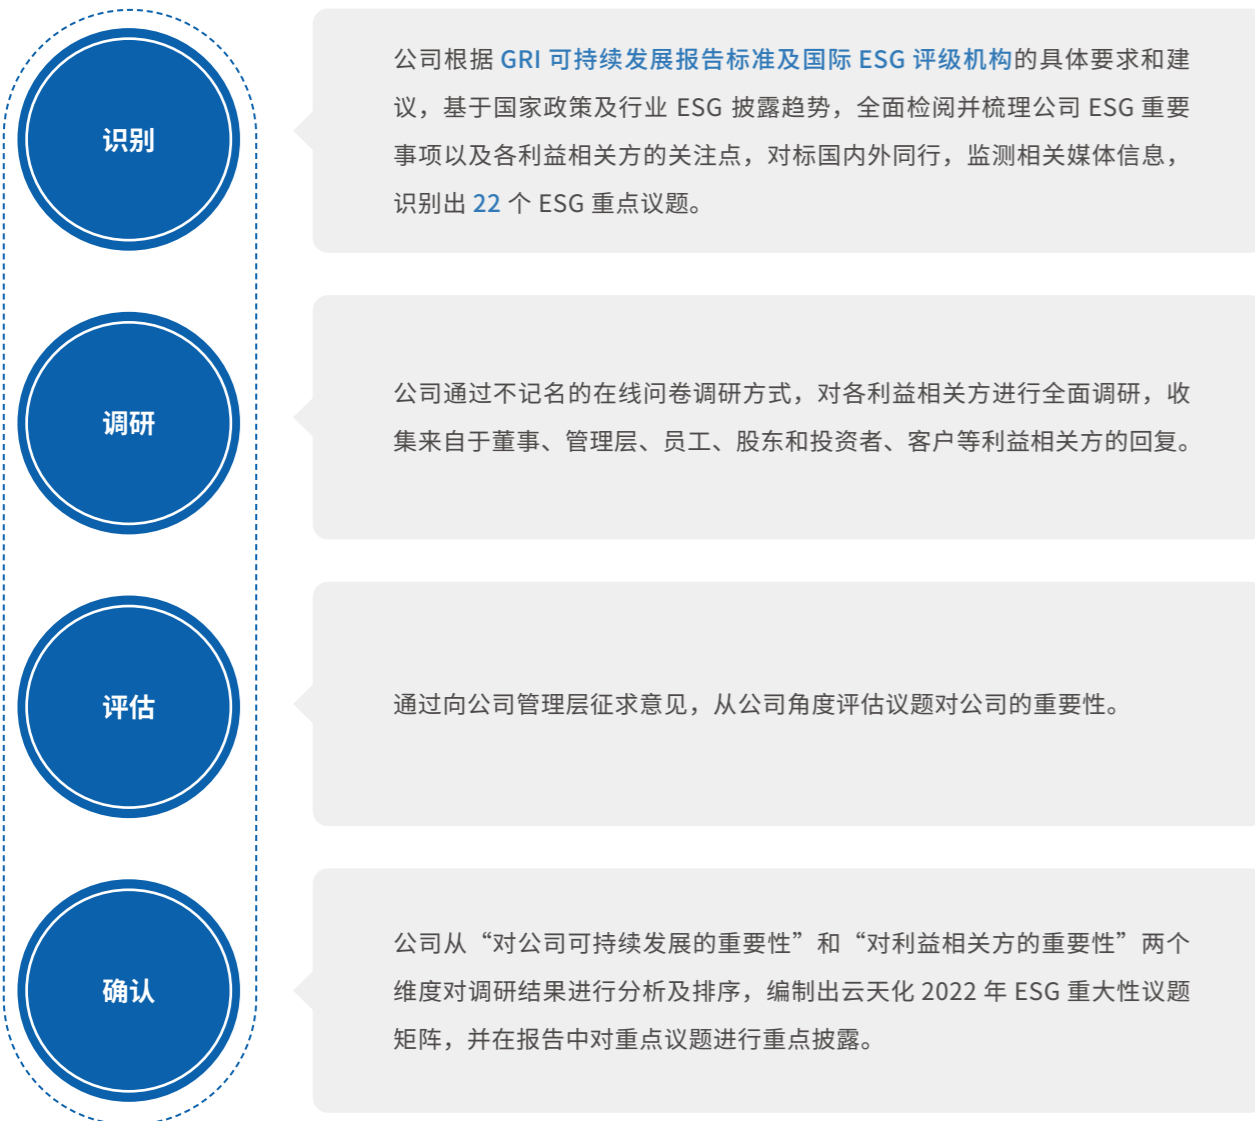 识别
公司根据 GRI 可持续发展报告标准及国际 ESG 评级机构的具体要求和建
议，基于国家政策及行业 ESG 披露趋势，全面检阅并梳理公司 ESG 重要
事项以及各利益相关方的关注点，对标国内外同行，监测相关媒体信息，
识别出 22 个 ESG 重点议题。
调研
公司通过不记名的在线问卷调研方式，对各利益相关方进行全面调研，收
集来自于董事、管理层、员工、股东和投资者、客户等利益相关方的回复。
评估
通过向公司管理层征求意见，从公司角度评估议题对公司的重要性。
确认
公司从“对公司可持续发展的重要性”和“对利益相关方的重要性”两个
维度对调研结果进行分析及排序，编制出云天化 2022 年 ESG 重大性议题
矩阵，并在报告中对重点议题进行重点披露。